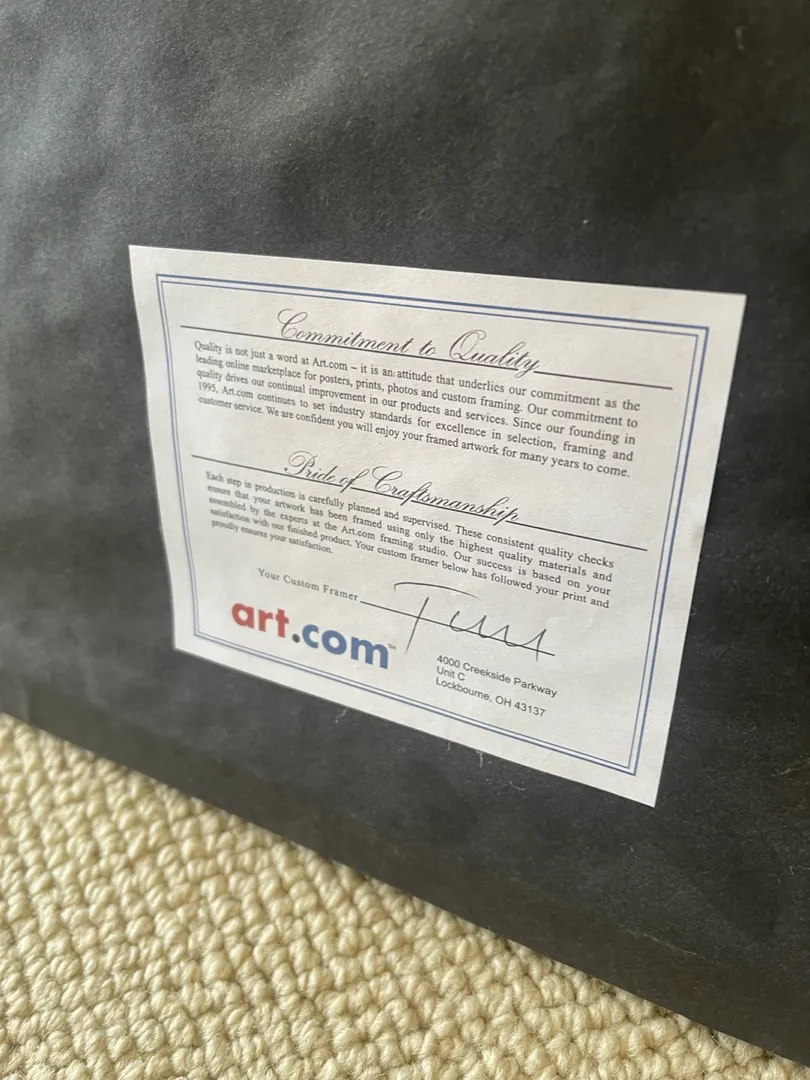 Commitment to Quality
Quality is not just a word at Art.com – it is an attitude that underlies our commitment as the
leading online marketplace for posters, prints, photos and custom framing. Our commitment to
quality drives our continual improvement in our products and services. Since our founding in
1995, Art.com continues to set industry standards for excellence in selection, framing and
customer service. We are confident you will enjoy your framed artwork for many years to come.
Pride of Craftsmanship
Each step in production is carefully planned and supervised. These consistent quality checks
ensure that your artwork has been framed using only the highest quality materials and
assembled by the experts at the Art.com framing studio. Our success is based on your
satisfaction with our finished product. Your custom framer below has followed your print and
proudly ensures your satisfaction.
Your Custom Framer
art.com™
4000 Creekside Parkway
Unit C
Lockbourne, OH 43137